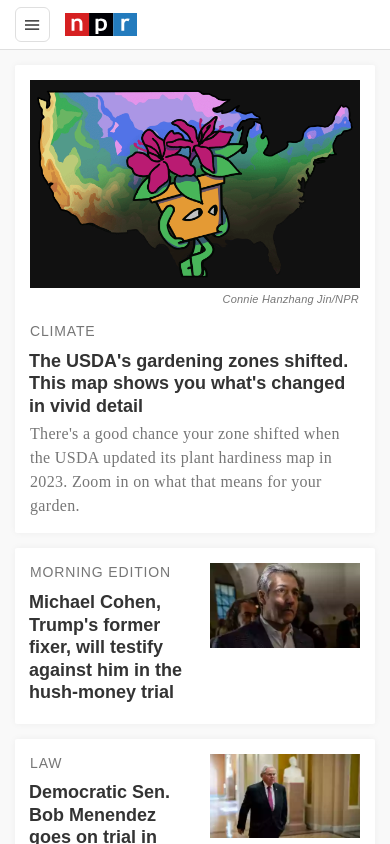 npr
Connie Hanzhang Jin/NPR
CLIMATE
The USDA's gardening zones shifted.
This map shows you what's changed
in vivid detail
There's a good chance your zone shifted when
the USDA updated its plant hardiness map in
2023. Zoom in on what that means for your
garden.
MORNING EDITION
Michael Cohen,
Trump's former
fixer, will testify
against him in the
hush-money trial
LAW
Democratic Sen.
Bob Menendez
goes on trial in